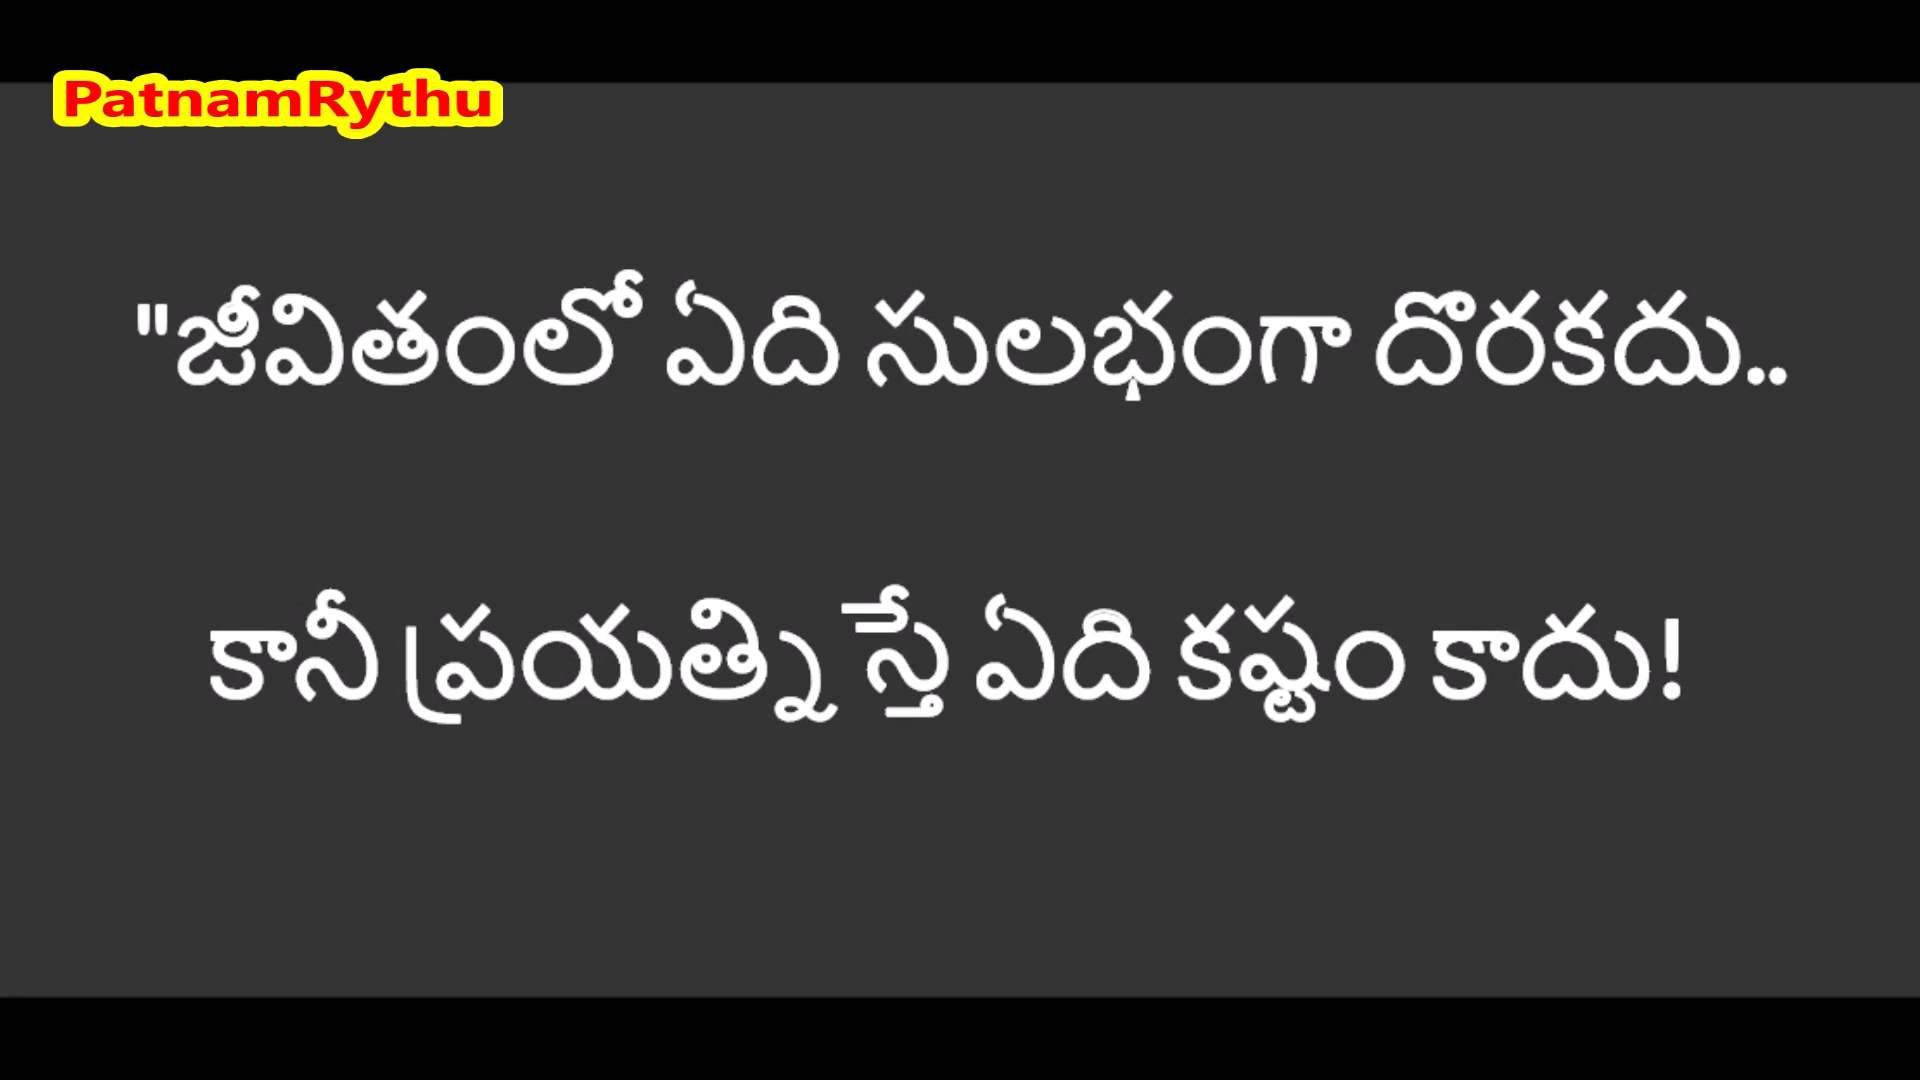 PatnamRythu
"జీవితంలో ఏది సులభంగా దొరకదు..
కానీ ప్రయత్ని స్తే ఏది కష్టం కాదు!